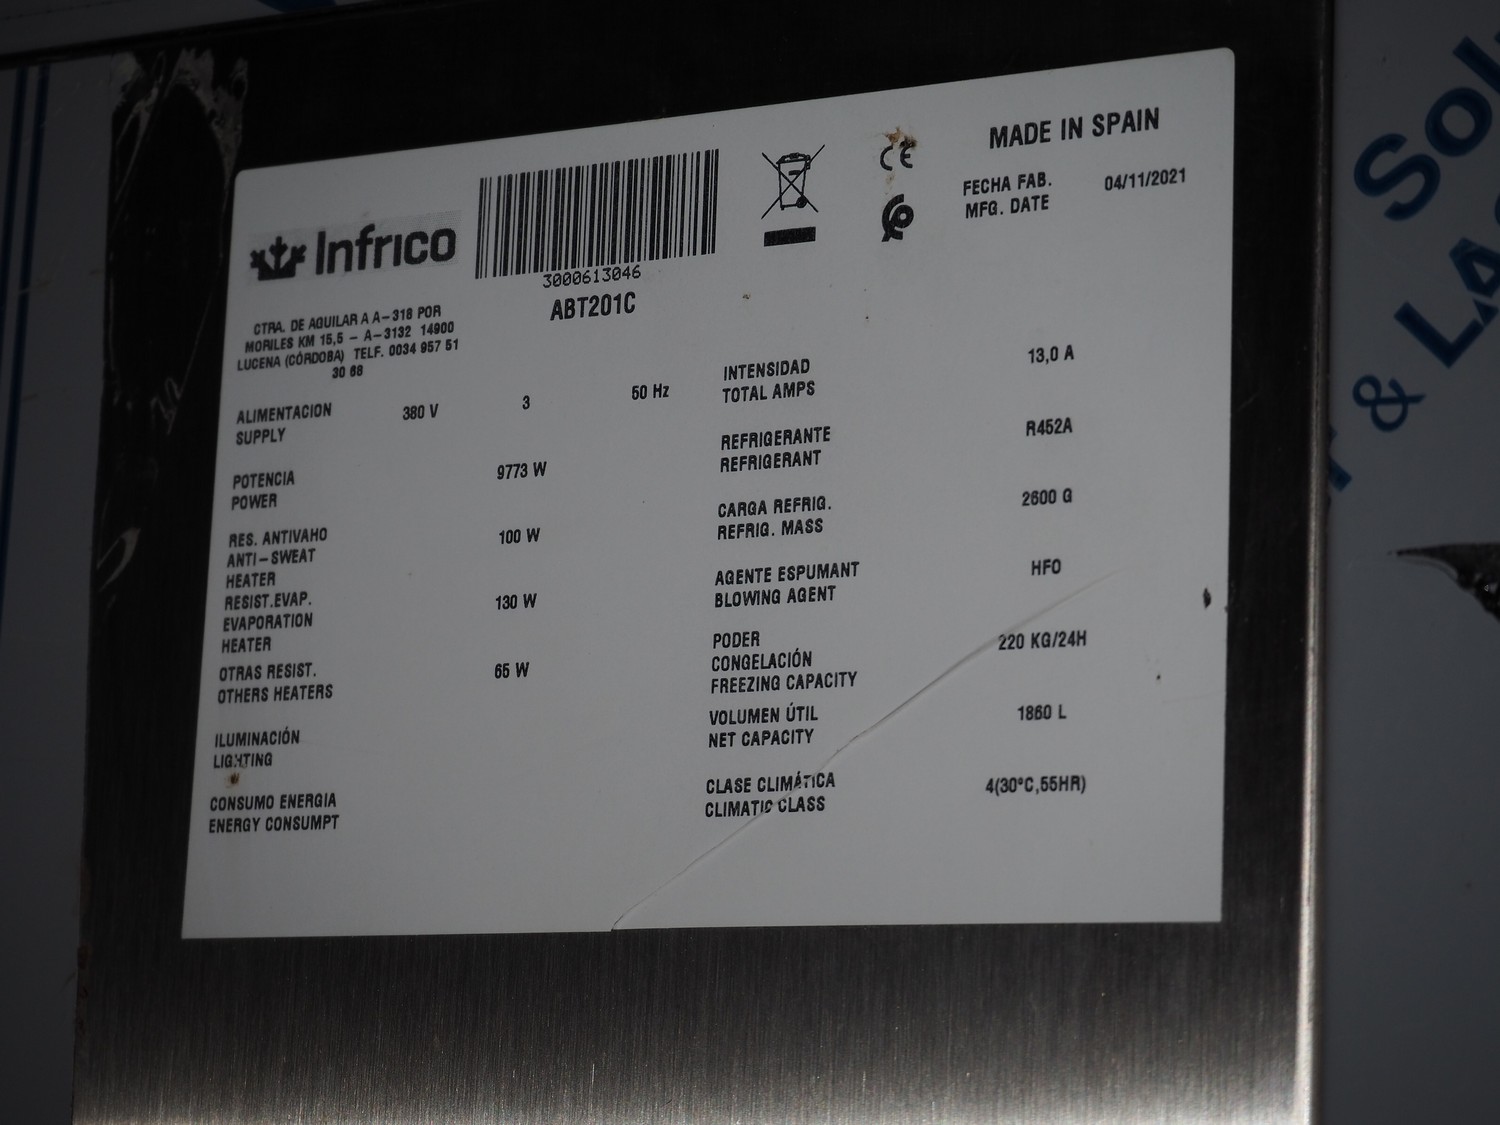 Infrico
3000613046
ABT201C
CTRA. DE AGUILAR A A-318 POR
MORILES KM 15,5 - A-3132 14900
LUCENA (CÓRDOBA) TELF. 0034 957 51
30 68
CE
MADE IN SPAIN
FECHA FAB.
MFG. DATE
04/11/2021
ALIMENTACION
SUPPLY
380 V 3 50 Hz
POTENCIA
POWER
9773 W
RES. ANTIVAHO
ANTI-SWEAT
HEATER
100 W
RESIST.EVAP.
EVAPORATION
HEATER
130 W
OTRAS RESIST.
OTHERS HEATERS
65 W
ILUMINACIÓN
LIGHTING
CONSUMO ENERGIA
ENERGY CONSUMPT
INTENSIDAD
TOTAL AMPS
13,0 A
REFRIGERANTE
REFRIGERANT
R452A
CARGA REFRIG.
REFRIG. MASS
2600 G
AGENTE ESPUMANT
BLOWING AGENT
HFO
PODER
CONGELACIÓN
FREEZING CAPACITY
220 KG/24H
VOLUMEN ÚTIL
NET CAPACITY
1860 L
CLASE CLIMÁTICA
CLIMATIC CLASS
4(30ºC,55HR)
&